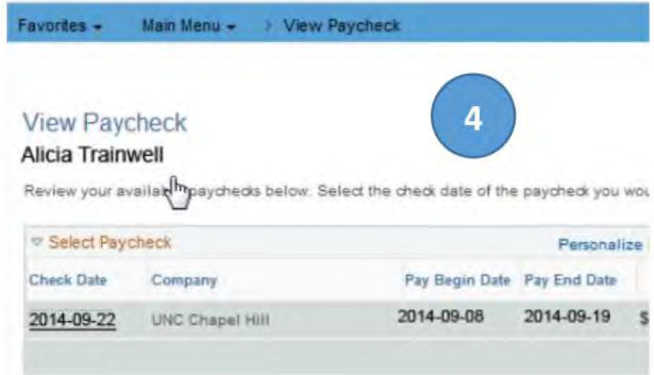 Favorites Main Menu > View Paycheck
4
View Paycheck
Alicia Trainwell
Review your paychecks below. Select the check date of the paycheck you
Select Paycheck Personalize
Check Date Company Pay Begin Date Pay End Date
2014-09-22 UNC Chapel Hill 2014-09-08 2014-09-19 $